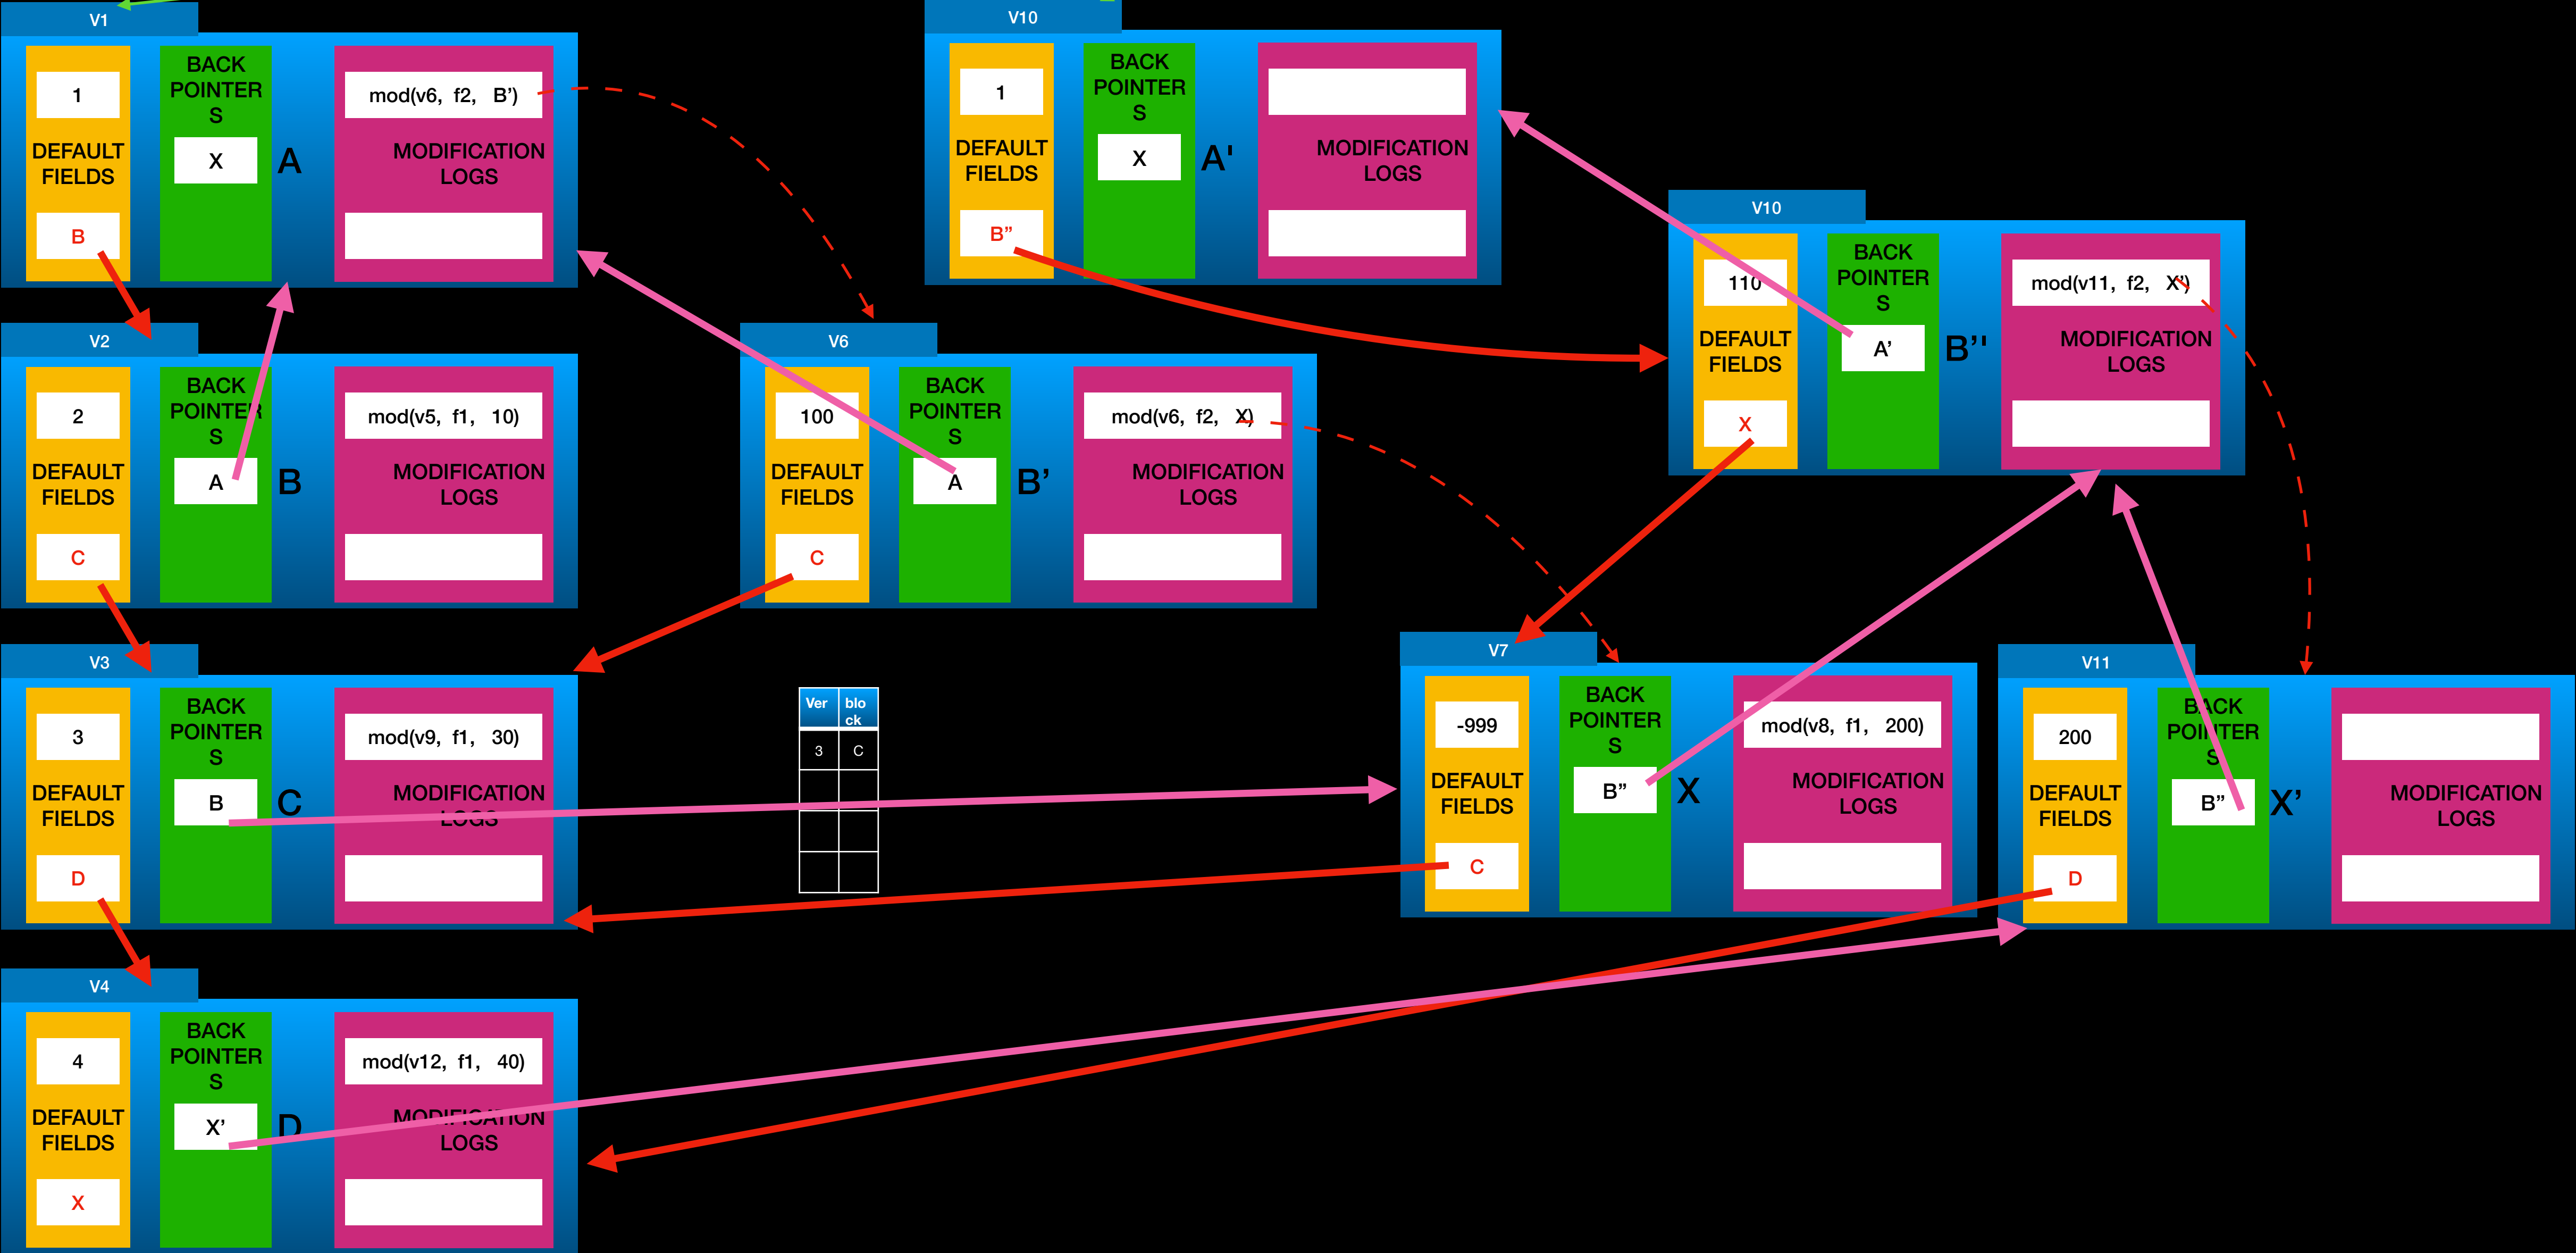 V1
1
DEFAULT
FIELDS
B
BACK
POINTER
S
X
A
mod(v6, f2, B’)
MODIFICATION
LOGS
V10
1
DEFAULT
FIELDS
B”
BACK
POINTER
S
X
A'
MODIFICATION
LOGS
V10
110
DEFAULT
FIELDS
X
BACK
POINTER
S
A’
B''
mod(v11, f2, X’)
MODIFICATION
LOGS
V2
2
DEFAULT
FIELDS
C
BACK
POINTER
S
A
B
mod(v5, f1, 10)
MODIFICATION
LOGS
V6
100
DEFAULT
FIELDS
C
BACK
POINTER
S
A
B’
mod(v6, f2, X)
MODIFICATION
LOGS
V3
3
DEFAULT
FIELDS
D
BACK
POINTER
S
B
C
mod(v9, f1, 30)
MODIFICATION
LOGS
Ver
blo
ck
3
C
V7
-999
DEFAULT
FIELDS
C
BACK
POINTER
S
B”
X
mod(v8, f1, 200)
MODIFICATION
LOGS
V11
200
DEFAULT
FIELDS
D
BACK
POINTER
S
B”
X’
MODIFICATION
LOGS
V4
4
DEFAULT
FIELDS
X
BACK
POINTER
S
X’
D
mod(v12, f1, 40)
MODIFICATION
LOGS